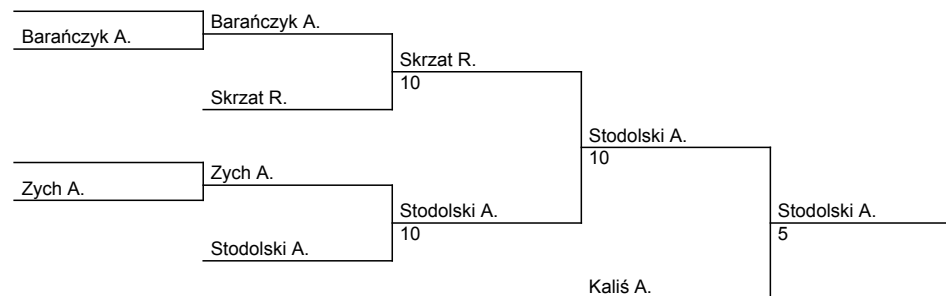 Barańczyk A.
Barańczyk A.
Skrzat R.
10
Skrzat R.
Stodolski A.
10
Zych A.
Zych A.
Stodolski A.
10
Stodolski A.
5
Stodolski A.
Kaliś A.